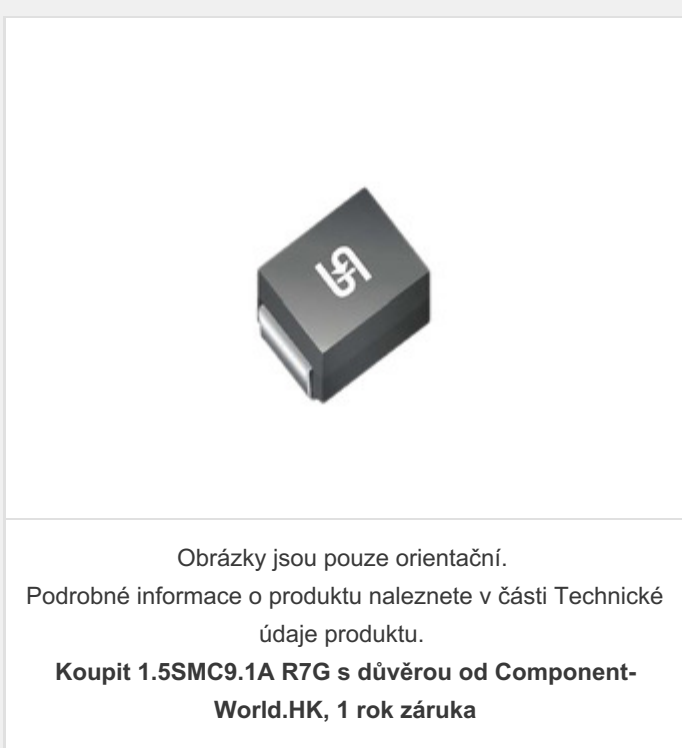 Obrázky jsou pouze orientační.
Podrobné informace o produktu naleznete v části Technické
údaje produktu.
Koupit 1.5SMC9.1A R7G s důvěrou od Component-
World.HK, 1 rok záruka